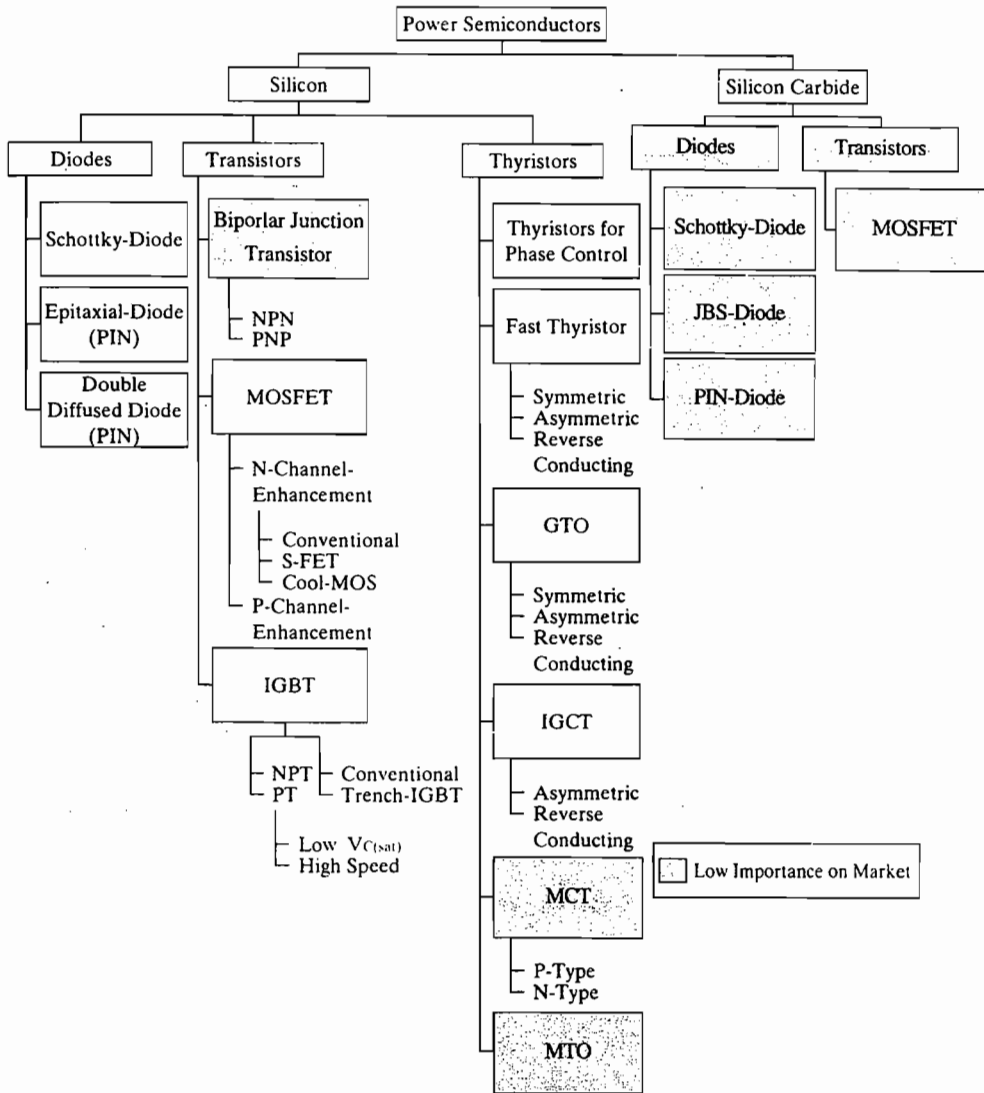 Power Semiconductors
Silicon
Silicon Carbide
Diodes
Transistors
Thyristors
Diodes
Transistors
Schottky-Diode
Epitaxial-Diode
(PIN)
Double
Diffused Diode
(PIN)
Biporlar Junction
Transistor
NPN
PNP
MOSFET
N-Channel-
Enhancement
Conventional
S-FET
Cool-MOS
P-Channel-
Enhancement
IGBT
NPT
PT
Conventional
Trench-IGBT
Low VC(sat)
High Speed
Thyristors for
Phase Control
Fast Thyristor
Symmetric
Asymmetric
Reverse
Conducting
GTO
Symmetric
Asymmetric
Reverse
Conducting
IGCT
Asymmetric
Reverse
Conducting
MCT
P-Type
N-Type
MTO
Schottky-Diode
JBS-Diode
PIN-Diode
MOSFET
Low Importance on Market